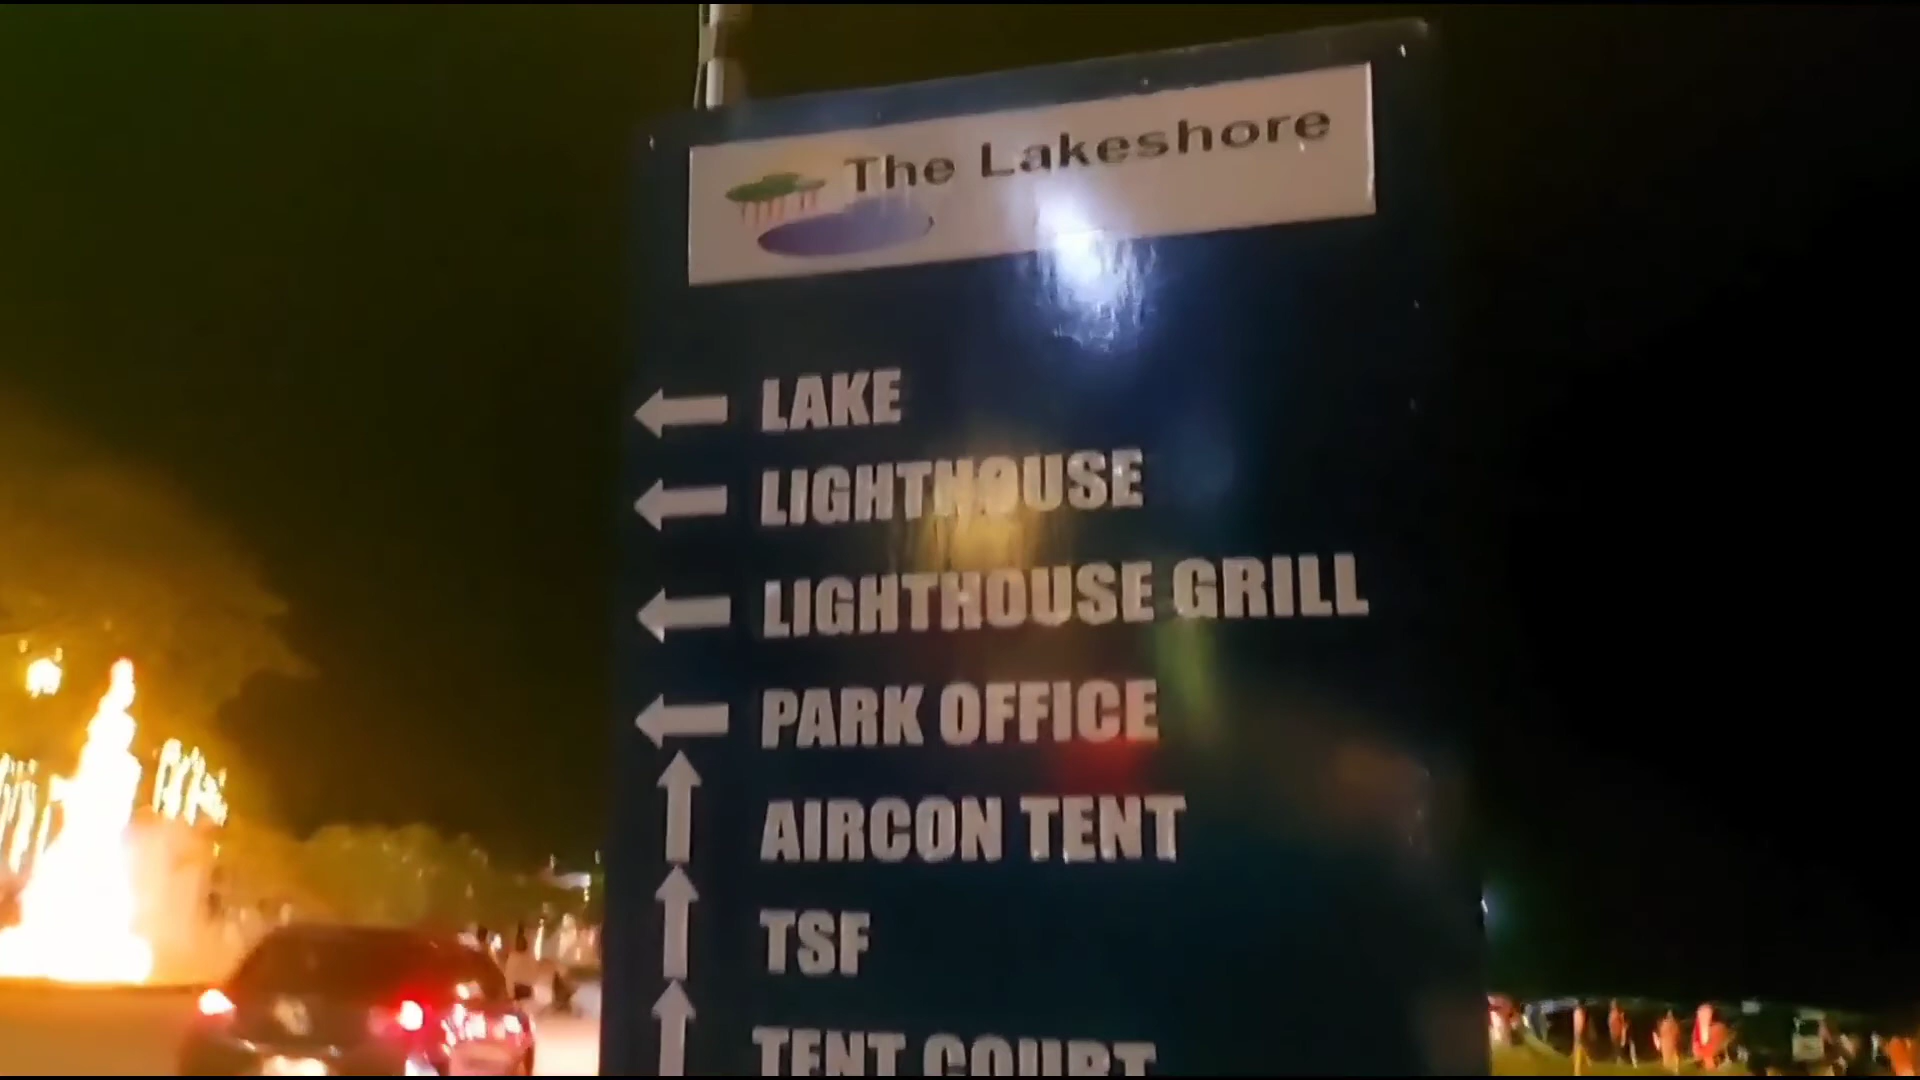 The Lakeshore
LAKE
LIGHTHOUSE
LIGHTHOUSE GRILL
PARK OFFICE
AIRCON TENT
TSF
TENT COURT